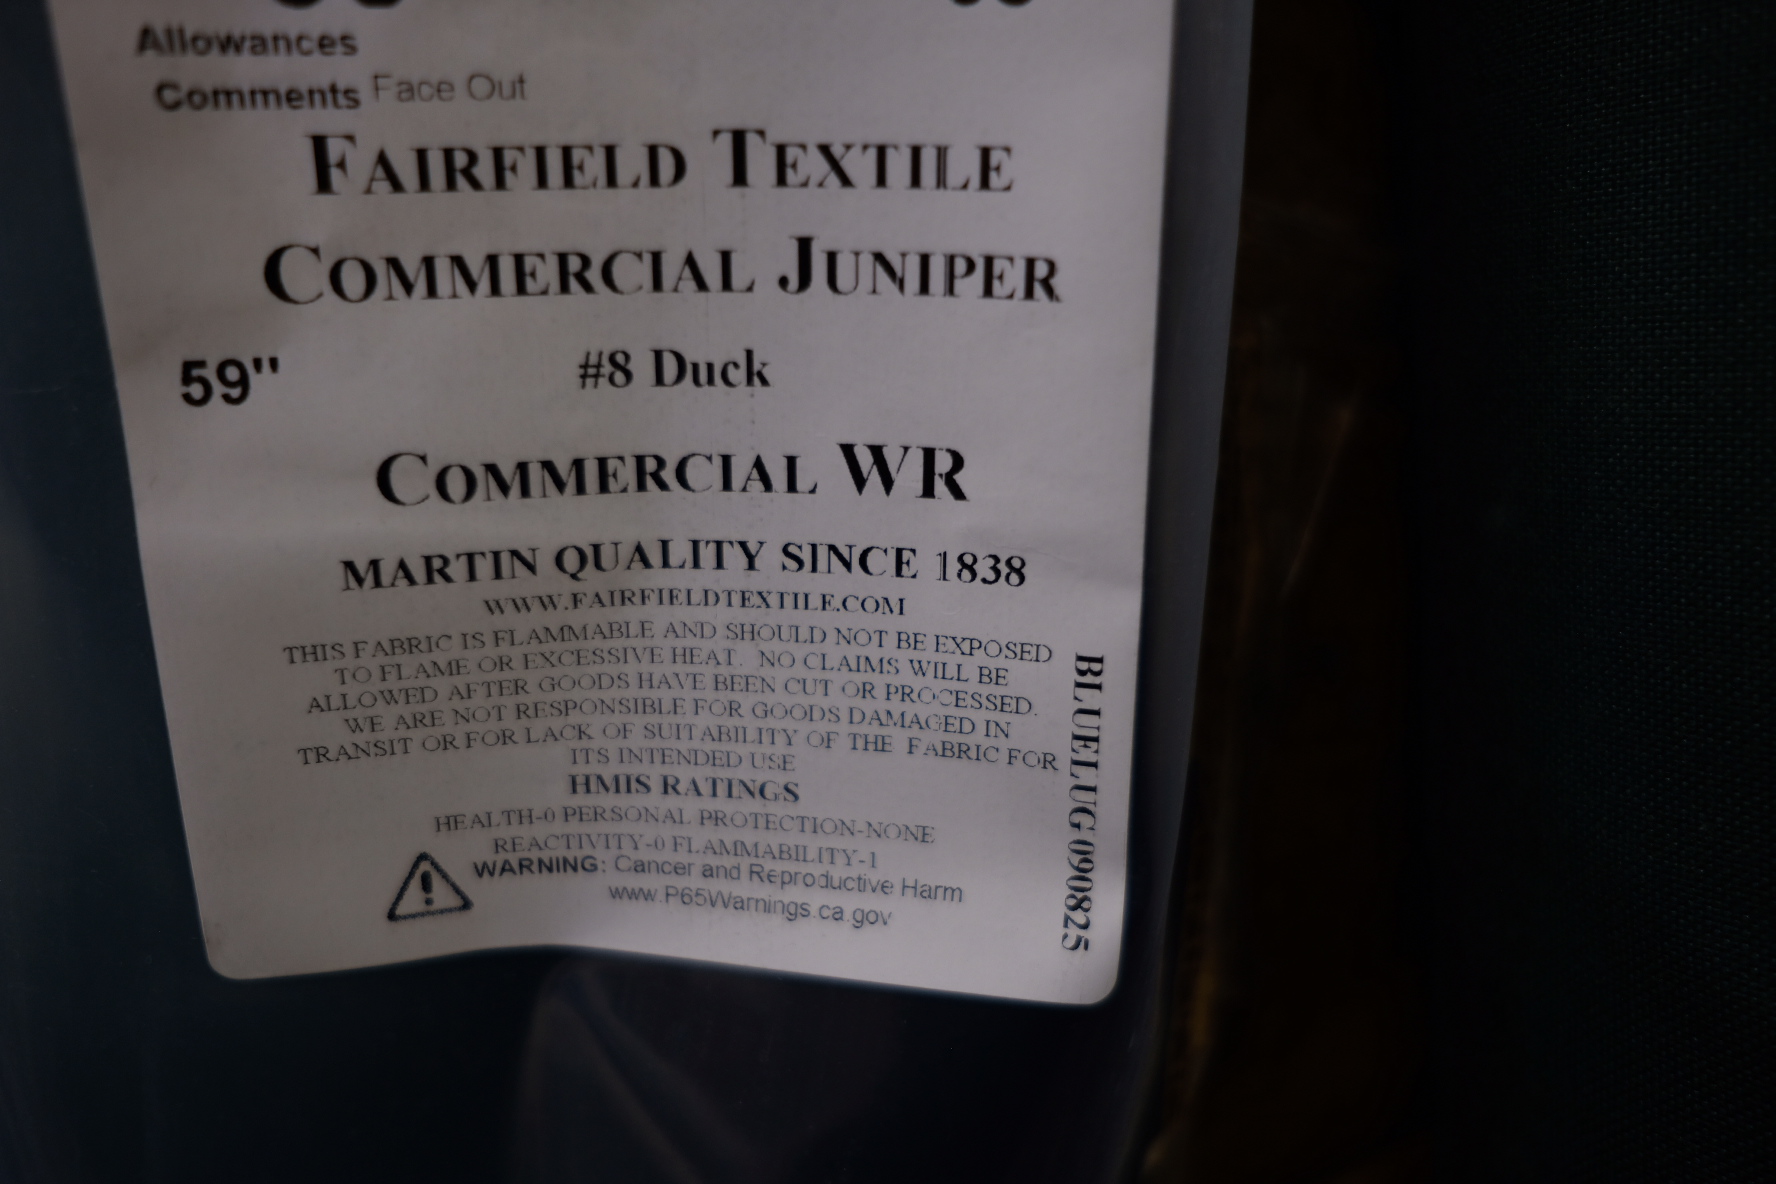 Allowances
Comments Face Out
FAIRFIELD TEXTILE
COMMERCIAL JUNIPER
59" #8 Duck
COMMERCIAL WR
MARTIN QUALITY SINCE 1838
WWW.FAIRFIELDTEXTILE.COM
THIS FABRIC IS FLAMMABLE AND SHOULD NOT BE EXPOSED
TO FLAME OR EXCESSIVE HEAT. NO CLAIMS WILL BE
ALLOWED AFTER GOODS HAVE BEEN CUT OR PROCESSED.
WE ARE NOT RESPONSIBLE FOR GOODS DAMAGED IN
TRANSIT OR FOR LACK OF SUITABILITY OF THE FABRIC FOR
ITS INTENDED USE
HMIS RATINGS
HEALTH-0 PERSONAL PROTECTION-NONE
REACTIVITY-0 FLAMMABILITY-1
WARNING: Cancer and Reproductive Harm
www.P65Warnings.ca.gov
BLUELUG090825